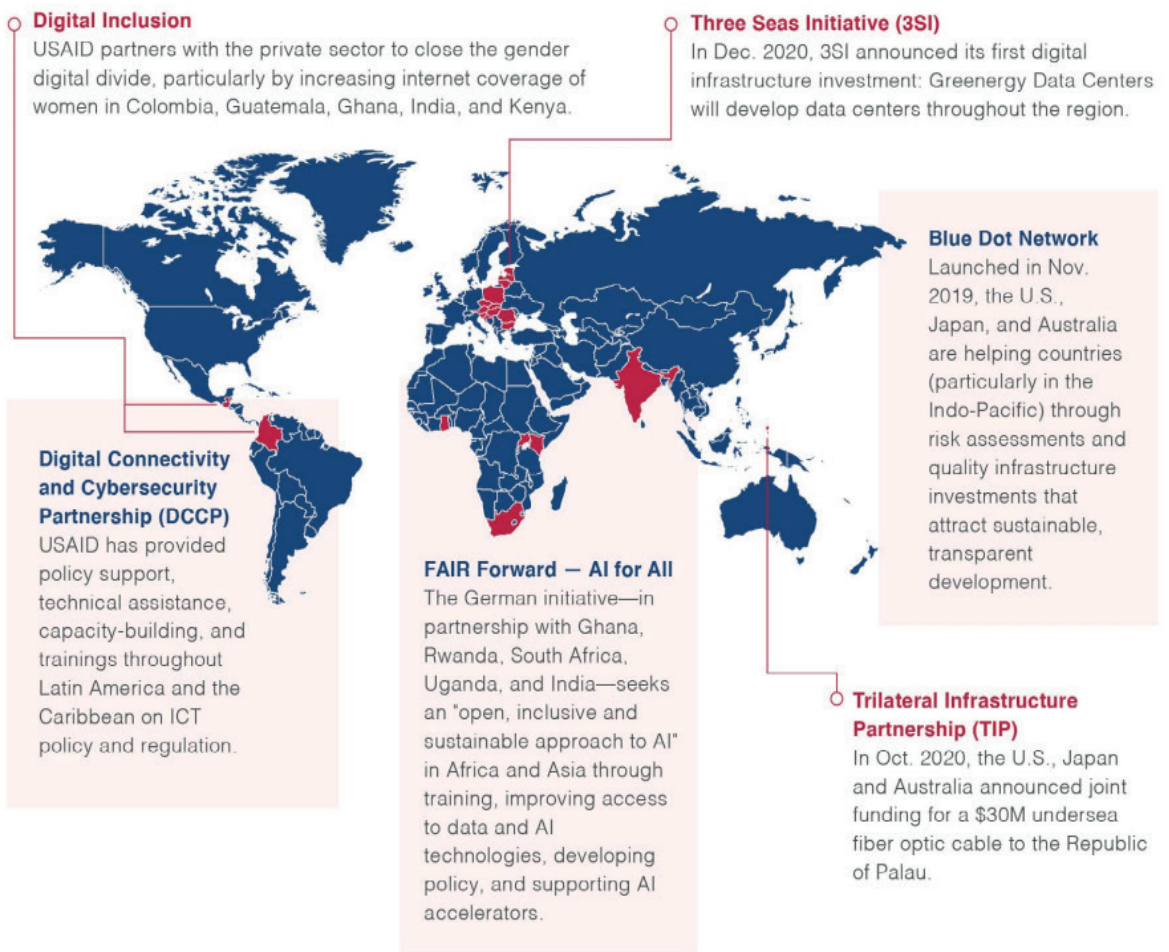 Digital Inclusion
USAID partners with the private sector to close the gender
digital divide, particularly by increasing internet coverage of
women in Colombia, Guatemala, Ghana, India, and Kenya.
Three Seas Initiative (3SI)
In Dec. 2020, 3SI announced its first digital
infrastructure investment: Greenergy Data Centers
will develop data centers throughout the region.
Blue Dot Network
Launched in Nov.
2019, the U.S.,
Japan, and Australia
are helping countries
(particularly in the
Indo-Pacific) through
risk assessments and
quality infrastructure
investments that
attract sustainable,
transparent
development.
Digital Connectivity
and Cybersecurity
Partnership (DCCP)
USAID has provided
policy support,
technical assistance,
capacity-building, and
trainings throughout
Latin America and the
Caribbean on ICT
policy and regulation.
FAIR Forward — AI for All
The German initiative—in
partnership with Ghana,
Rwanda, South Africa,
Uganda, and India—seeks
an "open, inclusive and
sustainable approach to AI"
in Africa and Asia through
training, improving access
to data and AI
technologies, developing
policy, and supporting AI
accelerators.
Trilateral Infrastructure
Partnership (TIP)
In Oct. 2020, the U.S., Japan
and Australia announced joint
funding for a $30M undersea
fiber optic cable to the Republic
of Palau.